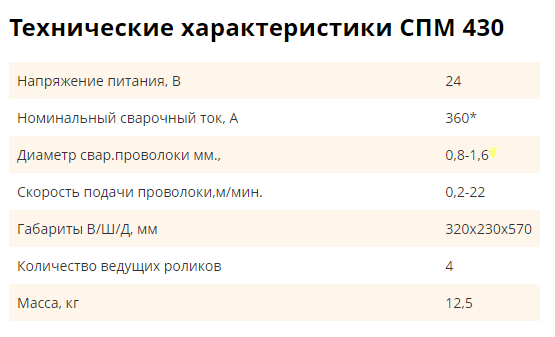 Технические характеристики СПМ 430
Напряжение питания, В 24
Номинальный сварочный ток, А 360*
Диаметр свар.проволоки мм., 0,8-1,6
Скорость подачи проволоки,м/мин. 0,2-22
Габариты В/Ш/Д, мм 320х230х570
Количество ведущих роликов 4
Масса, кг 12,5